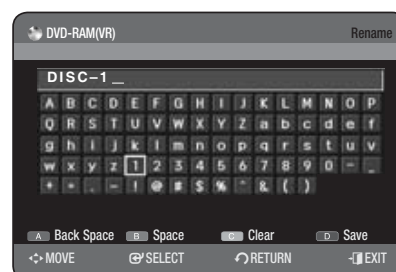 DVD-RAM(VR) Rename
DISC-1_
A B C D E F G H I J K L M N O P
Q R S T U V W X Y Z a b c d e f
g h i j k l m n o p q r s t u v
w x y z 1 2 3 4 5 6 7 8 9 0 - _
- ! @ # $ % ^ & ( )
A Back Space B Space C Clear D Save
MOVE SELECT RETURN EXIT